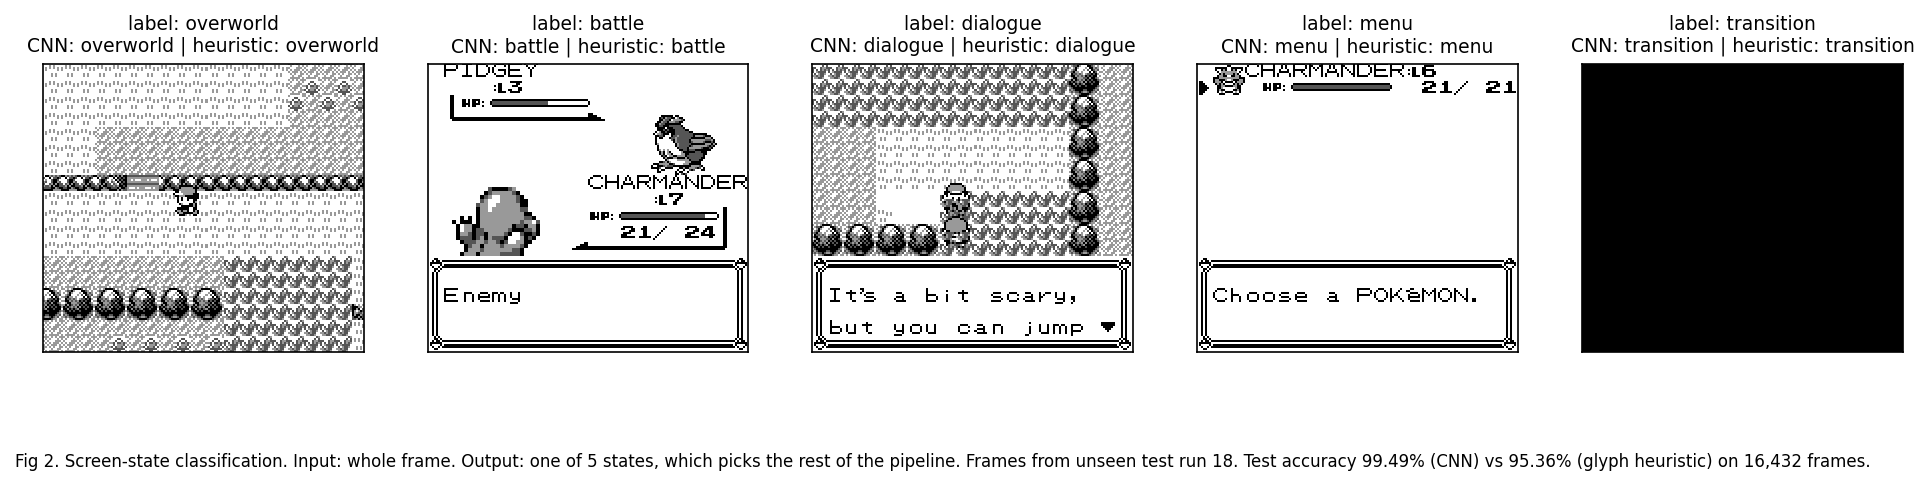 label: overworld
CNN: overworld | heuristic: overworld
label: battle
CNN: battle | heuristic: battle
label: dialogue
CNN: dialogue | heuristic: dialogue
label: menu
CNN: menu | heuristic: menu
label: transition
CNN: transition | heuristic: transition
PIDGEY
:L3
HP:
CHARMANDER
:L7
HP:
21/ 24
Enemy
It's a bit scary,
but you can jump ▼
CHARMANDER:L6
HP: 21/ 21
Choose a POKéMON.
Fig 2. Screen-state classification. Input: whole frame. Output: one of 5 states, which picks the rest of the pipeline. Frames from unseen test run 18. Test accuracy 99.49% (CNN) vs 95.36% (glyph heuristic) on 16,432 frames.